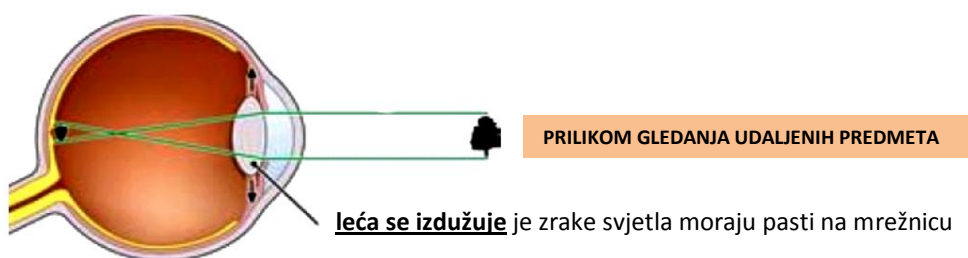 PRILIKOM GLEDANJA UDALJENIH PREDMETA
leća se izdužuje je zrake svjetla moraju pasti na mrežnicu